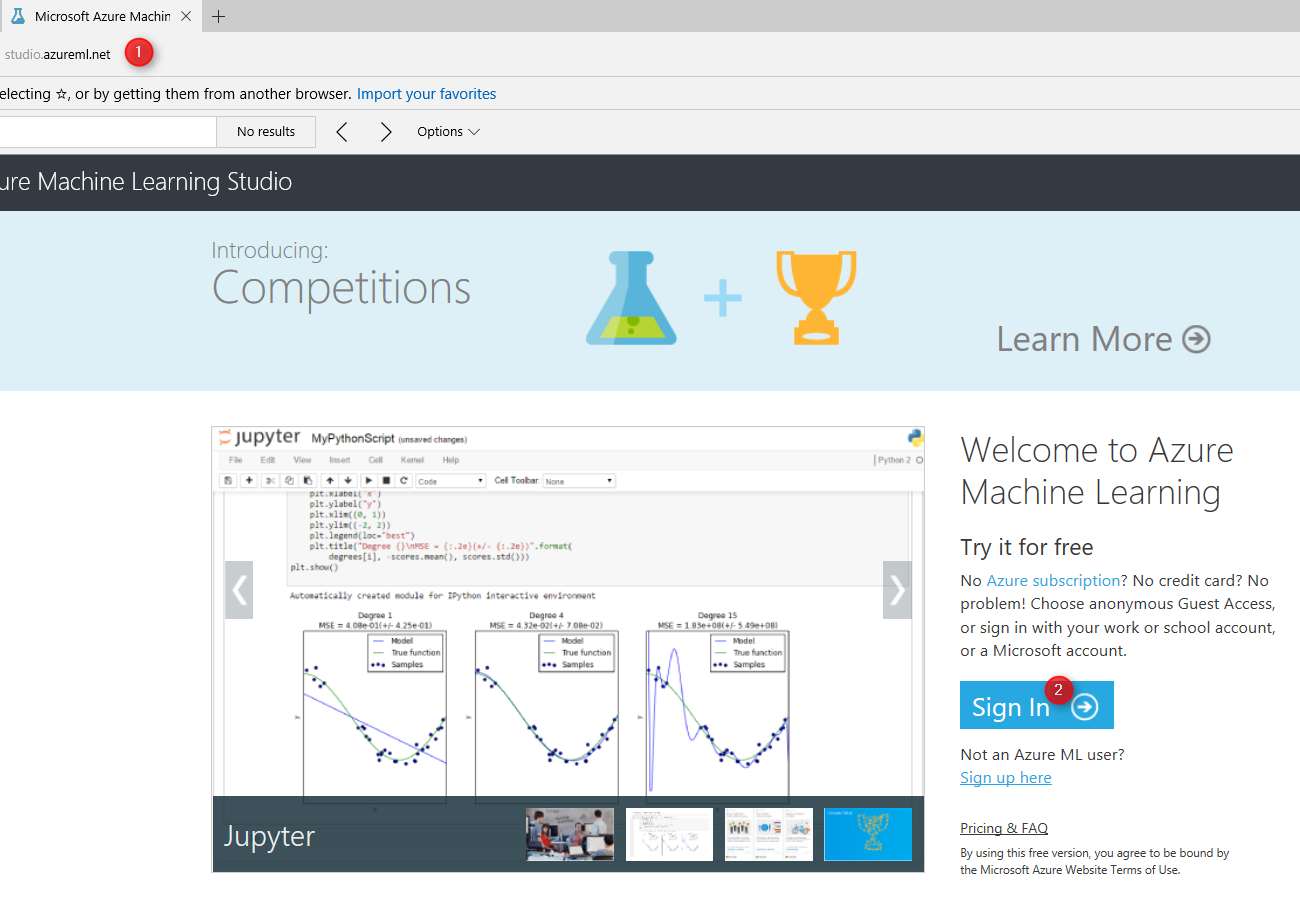 Microsoft Azure Machin
studio.azureml.net
1
electing ☆, or by getting them from another browser. Import your favorites
No results
Options
ure Machine Learning Studio
Introducing:
Competitions
Learn More
jupyter MyPythonScript (unsaved changes)
File Edit View Insert Cell Kernel Help
Python 2
Code
Cell Toolbar: None
plt.xlabel("x")
plt.ylabel("y")
plt.xlim((0, 1))
plt.ylim((-2, 2))
plt.legend(loc="best")
plt.title("Degree {}\nMSE = {:.2e}(+/- {:.2e})".format(
degrees[i], -scores.mean(), scores.std()))
plt.show()
Automatically created module for IPython interactive environment
Degree 1
MSE = 4.08e-01(+/- 4.25e-01)
Model
True function
Samples
y
Degree 4
MSE = 4.32e-02(+/- 7.08e-02)
Model
True function
Samples
y
Degree 15
MSE = 1.83e+08(+/- 5.49e+08)
Model
True function
Samples
y
Jupyter
Welcome to Azure
Machine Learning
Try it for free
No Azure subscription? No credit card? No
problem! Choose anonymous Guest Access,
or sign in with your work or school account,
or a Microsoft account.
Sign In
2
Not an Azure ML user?
Sign up here
Pricing & FAQ
By using this free version, you agree to be bound by
the Microsoft Azure Website Terms of Use.